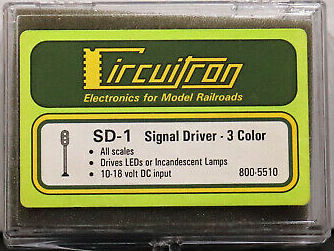 Circuitron
Electronics for Model Railroads
SD-1 Signal Driver - 3 Color
• All scales
• Drives LEDs or Incandescent Lamps
• 10-18 volt DC input 800-5510